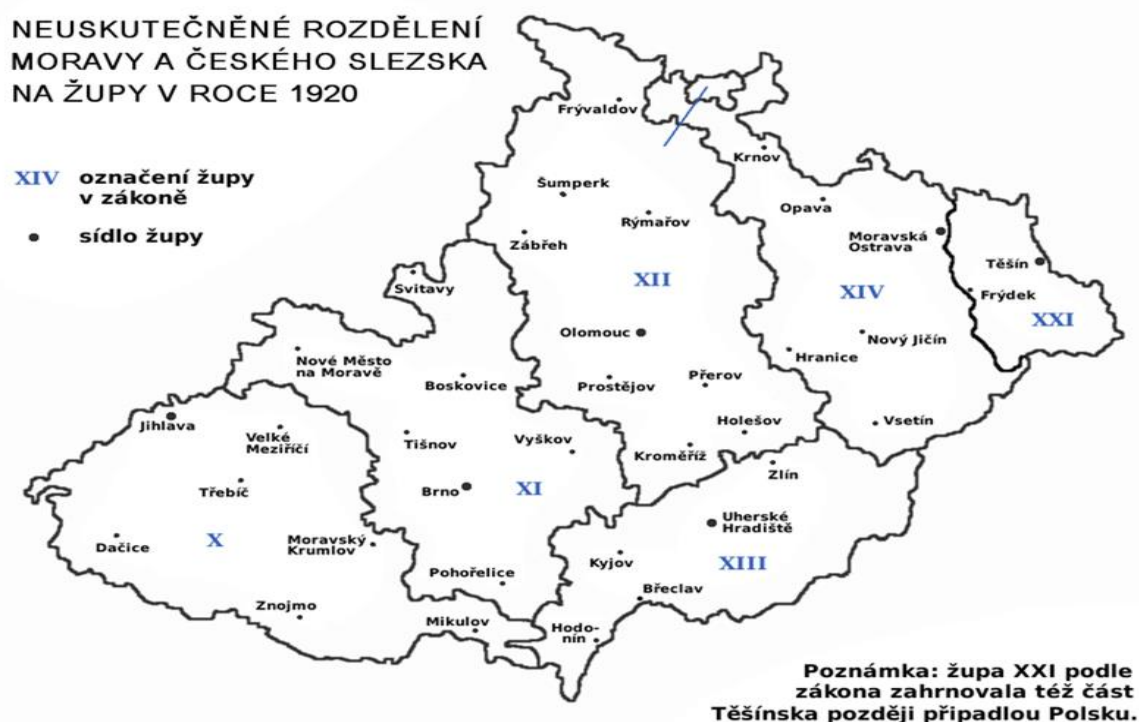 NEUSKUTEČNĚNÉ ROZDĚLENÍ
MORAVY A ČESKÉHO SLEZSKA
NA ŽUPY V ROCE 1920
XIV označení župy
v zákoně
sídlo župy
Frývaldov
Krnov
Šumperk
Rýmařov
Opava
Zábřeh
Moravská
Ostrava
Těšín
Svitavy
XII
XIV
Frýdek
XXI
Olomouc
Nový Jičín
Hranice
Nové Město
na Moravě
Boskovice
Prostějov
Přerov
Jihlava
Velké
Meziříčí
Tišnov
Vyškov
Holešov
Vsetín
Kroměříž
Zlín
Třebíč
Brno
XI
Uherské
Hradiště
Dačice
X
Moravský
Krumlov
Kyjov
XIII
Pohořelice
Břeclav
Znojmo
Mikulov
Hodo-
nín
Poznámka: župa XXI podle
zákona zahrnovala též část
Těšínska později připadlou Polsku.